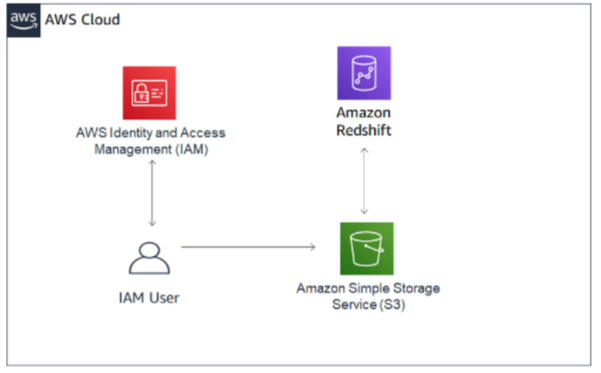 aws AWS Cloud
AWS Identity and Access
Management (IAM)
Amazon
Redshift
IAM User
Amazon Simple Storage
Service (S3)